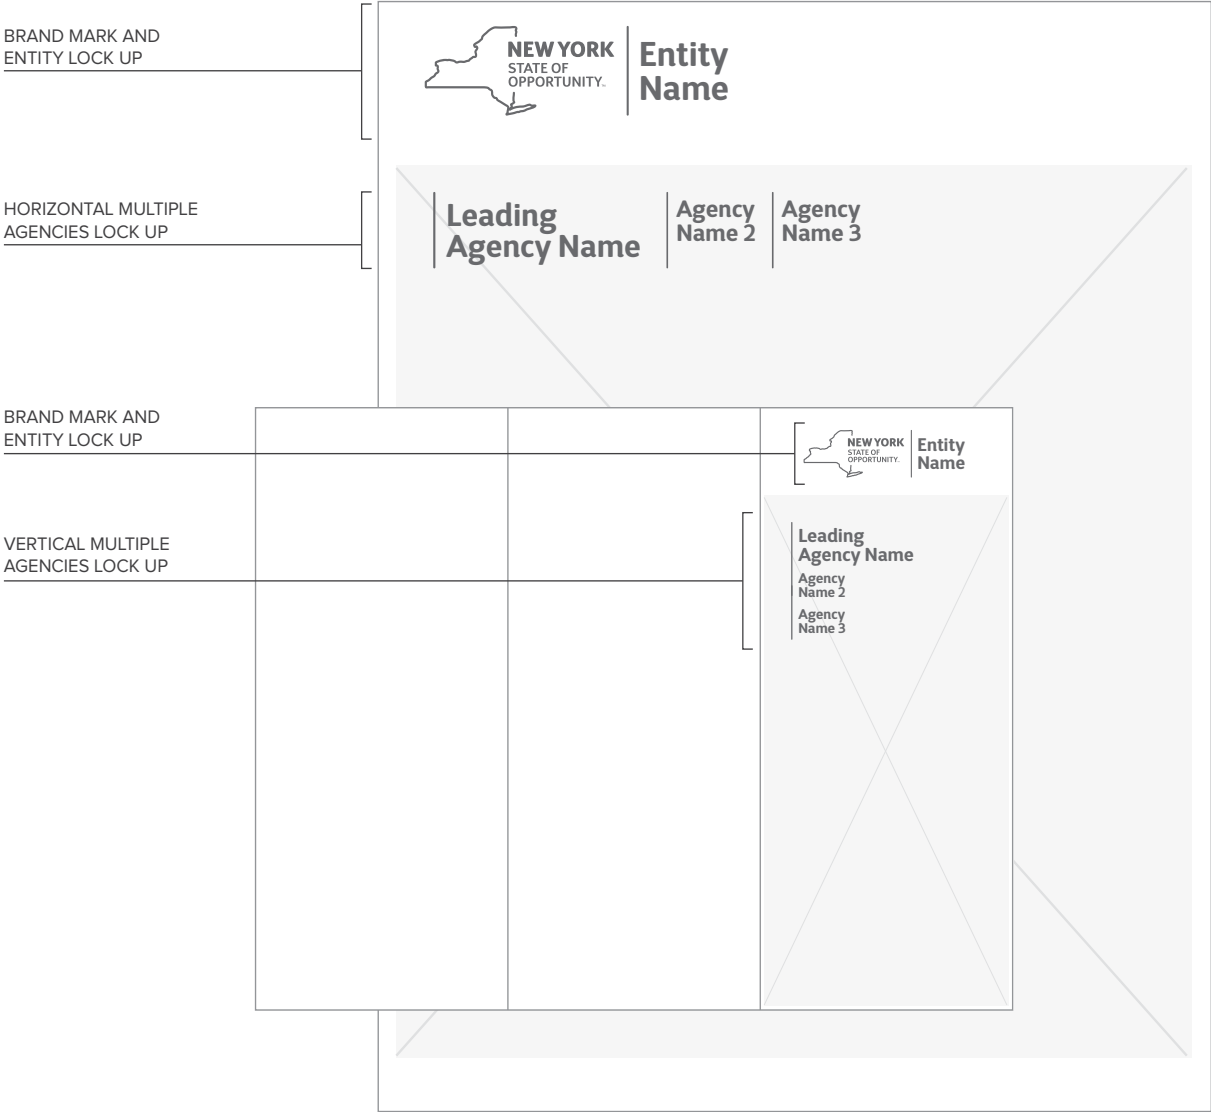 BRAND MARK AND
ENTITY LOCK UP
NEW YORK
STATE OF
OPPORTUNITY™
Entity
Name
HORIZONTAL MULTIPLE
AGENCIES LOCK UP
Leading
Agency Name
Agency
Name 2
Agency
Name 3
BRAND MARK AND
ENTITY LOCK UP
NEW YORK
STATE OF
OPPORTUNITY™
Entity
Name
VERTICAL MULTIPLE
AGENCIES LOCK UP
Leading
Agency Name
Agency
Name 2
Agency
Name 3